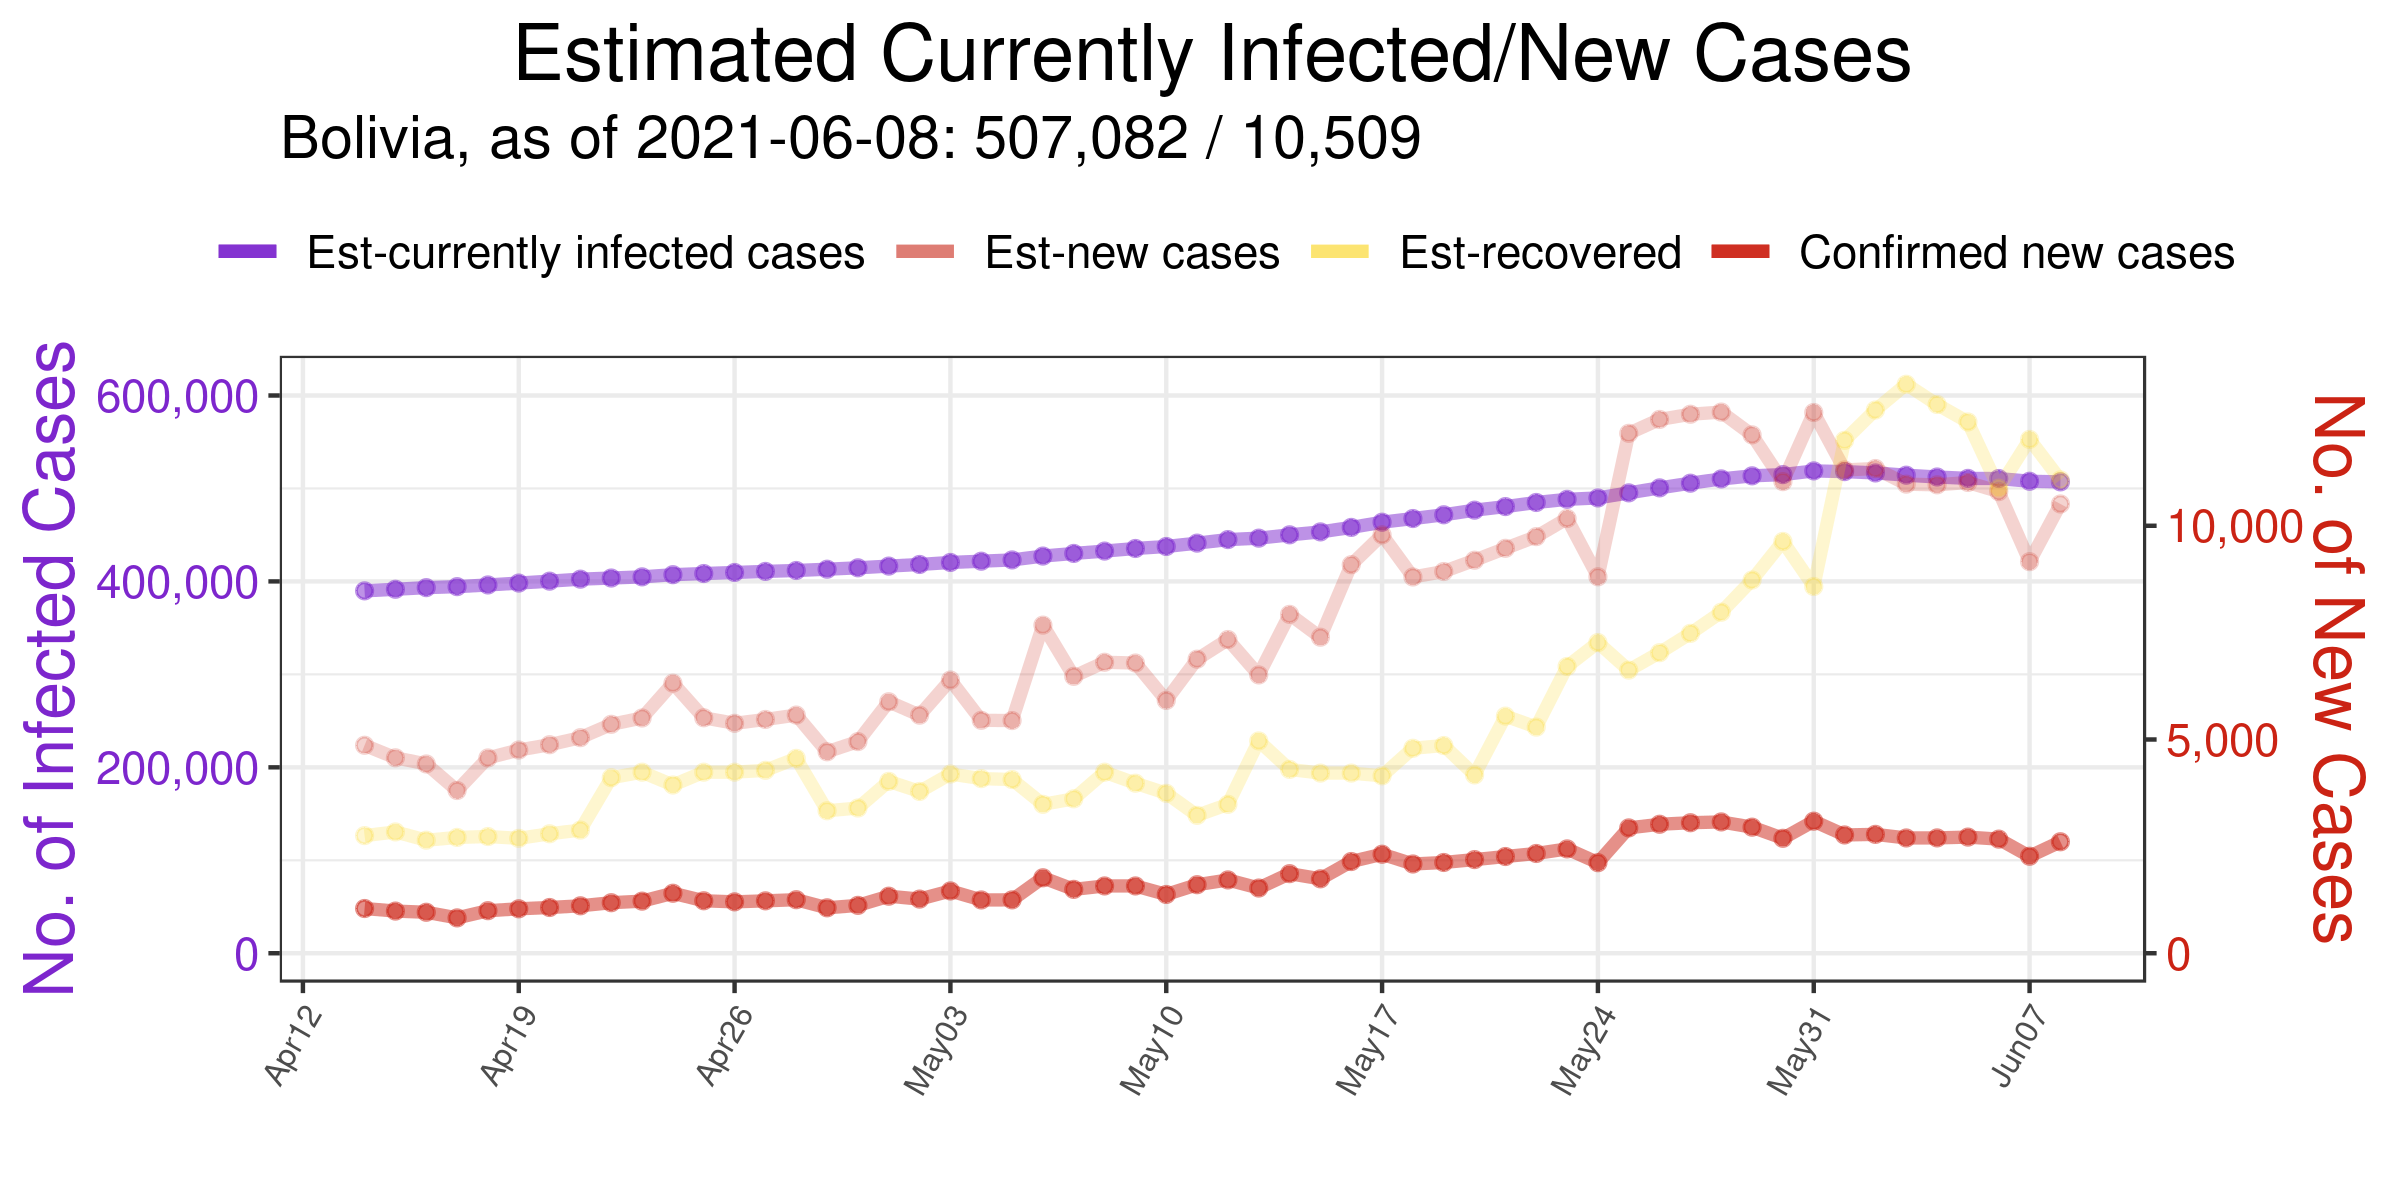 Estimated Currently Infected/New Cases
Bolivia, as of 2021-06-08: 507,082 / 10,509
Est-currently infected cases Est-new cases Est-recovered Confirmed new cases
No. of Infected Cases
600,000
400,000
200,000
0
10,000
5,000
0
No. of New Cases
Apr12 Apr19 Apr26 May03 May10 May17 May24 May31 Jun07